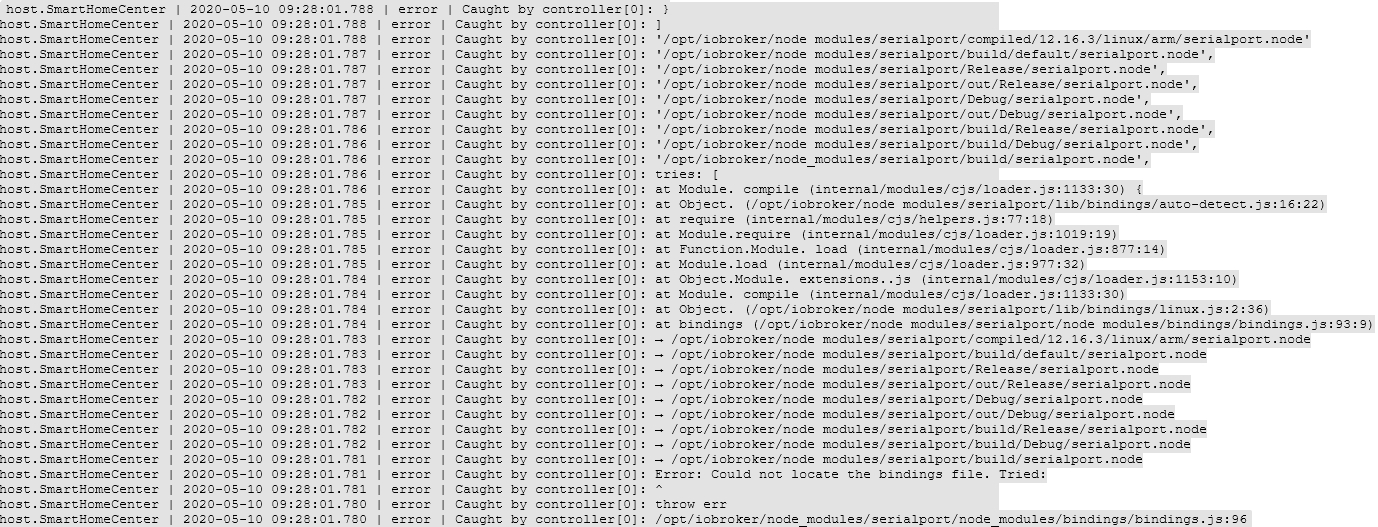 host.SmartHomeCenter | 2020-05-10 09:28:01.788 | error | Caught by controller[0]: }
host.SmartHomeCenter | 2020-05-10 09:28:01.788 | error | Caught by controller[0]: ]
host.SmartHomeCenter | 2020-05-10 09:28:01.788 | error | Caught by controller[0]: '/opt/iobroker/node modules/serialport/compiled/12.16.3/linux/arm/serialport.node'
host.SmartHomeCenter | 2020-05-10 09:28:01.787 | error | Caught by controller[0]: '/opt/iobroker/node modules/serialport/build/default/serialport.node',
host.SmartHomeCenter | 2020-05-10 09:28:01.787 | error | Caught by controller[0]: '/opt/iobroker/node modules/serialport/Release/serialport.node',
host.SmartHomeCenter | 2020-05-10 09:28:01.787 | error | Caught by controller[0]: '/opt/iobroker/node modules/serialport/out/Release/serialport.node',
host.SmartHomeCenter | 2020-05-10 09:28:01.787 | error | Caught by controller[0]: '/opt/iobroker/node modules/serialport/Debug/serialport.node',
host.SmartHomeCenter | 2020-05-10 09:28:01.787 | error | Caught by controller[0]: '/opt/iobroker/node modules/serialport/out/Debug/serialport.node',
host.SmartHomeCenter | 2020-05-10 09:28:01.786 | error | Caught by controller[0]: '/opt/iobroker/node modules/serialport/build/Release/serialport.node',
host.SmartHomeCenter | 2020-05-10 09:28:01.786 | error | Caught by controller[0]: '/opt/iobroker/node modules/serialport/build/Debug/serialport.node',
host.SmartHomeCenter | 2020-05-10 09:28:01.786 | error | Caught by controller[0]: '/opt/iobroker/node_modules/serialport/build/serialport.node',
host.SmartHomeCenter | 2020-05-10 09:28:01.786 | error | Caught by controller[0]: tries: [
host.SmartHomeCenter | 2020-05-10 09:28:01.786 | error | Caught by controller[0]: at Module. compile (internal/modules/cjs/loader.js:1133:30) {
host.SmartHomeCenter | 2020-05-10 09:28:01.785 | error | Caught by controller[0]: at Object. (/opt/iobroker/node modules/serialport/lib/bindings/auto-detect.js:16:22)
host.SmartHomeCenter | 2020-05-10 09:28:01.785 | error | Caught by controller[0]: at require (internal/modules/cjs/helpers.js:77:18)
host.SmartHomeCenter | 2020-05-10 09:28:01.785 | error | Caught by controller[0]: at Module.require (internal/modules/cjs/loader.js:1019:19)
host.SmartHomeCenter | 2020-05-10 09:28:01.785 | error | Caught by controller[0]: at Function.Module. load (internal/modules/cjs/loader.js:877:14)
host.SmartHomeCenter | 2020-05-10 09:28:01.785 | error | Caught by controller[0]: at Module.load (internal/modules/cjs/loader.js:977:32)
host.SmartHomeCenter | 2020-05-10 09:28:01.784 | error | Caught by controller[0]: at Object.Module. extensions..js (internal/modules/cjs/loader.js:1153:10)
host.SmartHomeCenter | 2020-05-10 09:28:01.784 | error | Caught by controller[0]: at Module. compile (internal/modules/cjs/loader.js:1133:30)
host.SmartHomeCenter | 2020-05-10 09:28:01.784 | error | Caught by controller[0]: at Object. (/opt/iobroker/node modules/serialport/lib/bindings/linux.js:2:36)
host.SmartHomeCenter | 2020-05-10 09:28:01.784 | error | Caught by controller[0]: at bindings (/opt/iobroker/node modules/serialport/node modules/bindings/bindings.js:93:9)
host.SmartHomeCenter | 2020-05-10 09:28:01.783 | error | Caught by controller[0]: → /opt/iobroker/node modules/serialport/compiled/12.16.3/linux/arm/serialport.node
host.SmartHomeCenter | 2020-05-10 09:28:01.783 | error | Caught by controller[0]: → /opt/iobroker/node modules/serialport/build/default/serialport.node
host.SmartHomeCenter | 2020-05-10 09:28:01.783 | error | Caught by controller[0]: → /opt/iobroker/node modules/serialport/Release/serialport.node
host.SmartHomeCenter | 2020-05-10 09:28:01.783 | error | Caught by controller[0]: → /opt/iobroker/node modules/serialport/out/Release/serialport.node
host.SmartHomeCenter | 2020-05-10 09:28:01.782 | error | Caught by controller[0]: → /opt/iobroker/node modules/serialport/Debug/serialport.node
host.SmartHomeCenter | 2020-05-10 09:28:01.782 | error | Caught by controller[0]: → /opt/iobroker/node modules/serialport/out/Debug/serialport.node
host.SmartHomeCenter | 2020-05-10 09:28:01.782 | error | Caught by controller[0]: → /opt/iobroker/node modules/serialport/build/Release/serialport.node
host.SmartHomeCenter | 2020-05-10 09:28:01.782 | error | Caught by controller[0]: → /opt/iobroker/node modules/serialport/build/Debug/serialport.node
host.SmartHomeCenter | 2020-05-10 09:28:01.781 | error | Caught by controller[0]: → /opt/iobroker/node modules/serialport/build/serialport.node
host.SmartHomeCenter | 2020-05-10 09:28:01.781 | error | Caught by controller[0]: Error: Could not locate the bindings file. Tried:
host.SmartHomeCenter | 2020-05-10 09:28:01.781 | error | Caught by controller[0]: ^
host.SmartHomeCenter | 2020-05-10 09:28:01.780 | error | Caught by controller[0]: throw err
host.SmartHomeCenter | 2020-05-10 09:28:01.780 | error | Caught by controller[0]: /opt/iobroker/node_modules/serialport/node_modules/bindings/bindings.js:96